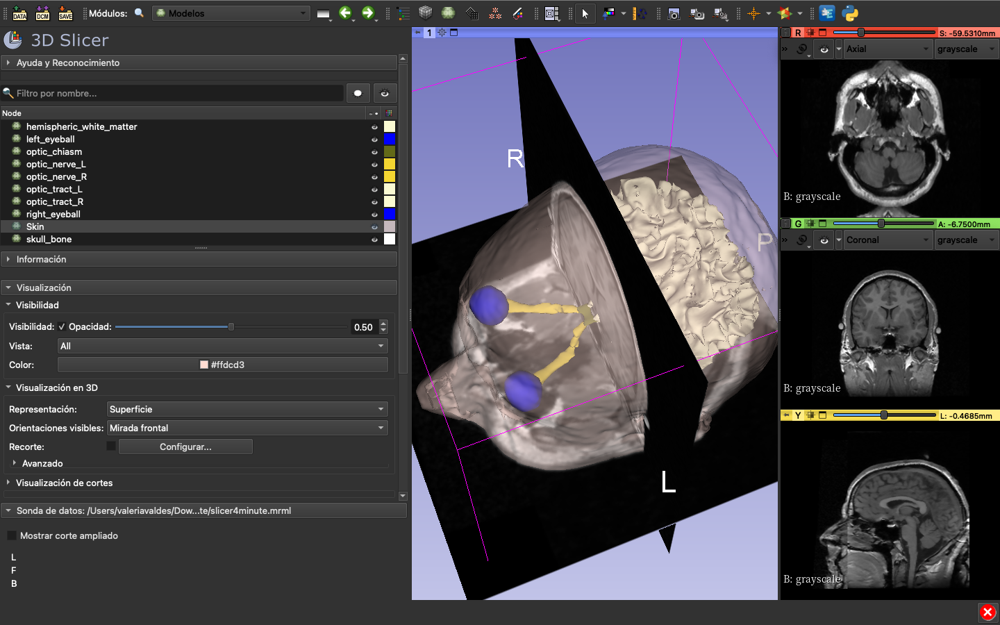 DATA
DCM
SAVE
Módulos:
Modelos
3D Slicer
Ayuda y Reconocimiento
Filtro por nombre...
Node
hemispheric_white_matter
left_eyeball
optic_chiasm
optic_nerve_L
optic_nerve_R
optic_tract_L
optic_tract_R
right_eyeball
Skin
skull_bone
Información
Visualización
Visibilidad
Visibilidad: Opacidad: 0.50
Vista: All
Color: #ffdcd3
Visualización en 3D
Representación: Superficie
Orientaciones visibles: Mirada frontal
Recorte: Configurar...
Avanzado
Visualización de cortes
Sonda de datos: /Users/valeriavaldes/Dow...te/slicer4minute.mrml
Mostrar corte ampliado
L
F
B
1
R
P
L
R S: -59.5310mm
Axial grayscale
B: grayscale
G A: -6.7500mm
Coronal grayscale
B: grayscale
Y L: -0.4685mm
B: grayscale